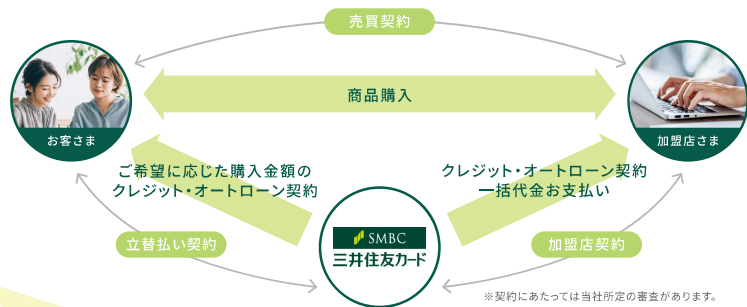 売買契約
商品購入
お客さま
加盟店さま
ご希望に応じた購入金額の
クレジット・オートローン契約
クレジット・オートローン契約
一括代金お支払い
立替払い契約
SMBC
三井住友カード
加盟店契約
※契約にあたっては当社所定の審査があります。